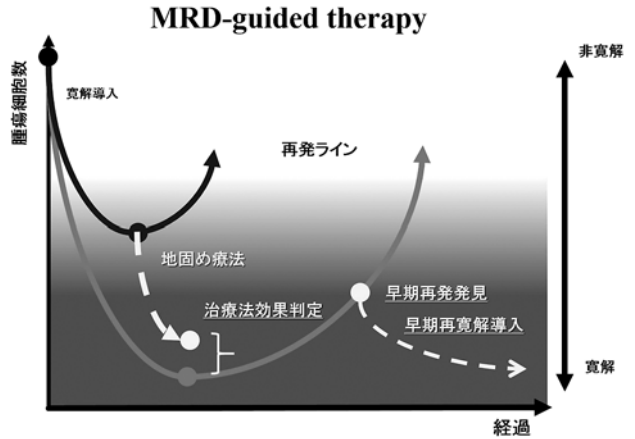 MRD-guided therapy
腫瘍細胞数
寛解導入
非寛解
再発ライン
地固め療法
治療法効果判定
早期再発発見
早期再寛解導入
寛解
経過